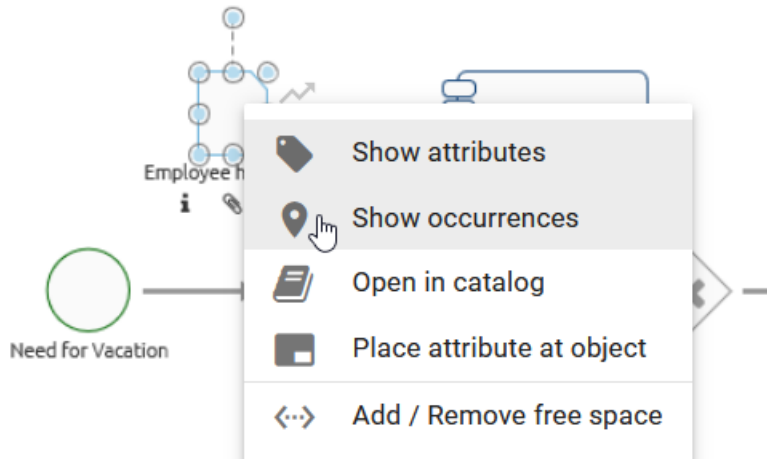 Employee h
Show attributes
Show occurrences
Open in catalog
Need for Vacation
Place attribute at object
Add / Remove free space